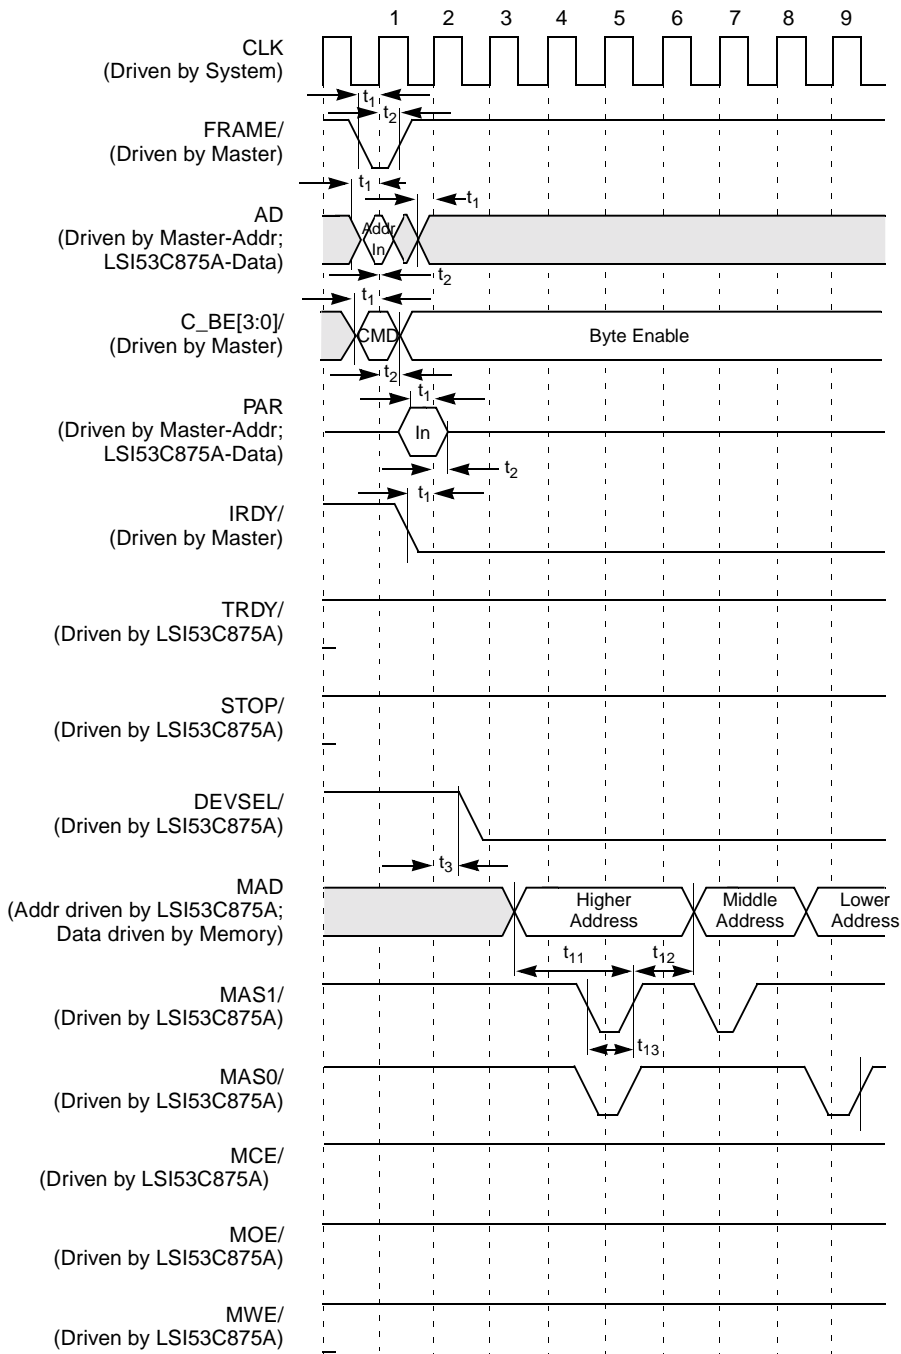 1 2 3 4 5 6 7 8 9
CLK
(Driven by System)
t1
t2
FRAME/
(Driven by Master)
t1
t1
AD
(Driven by Master-Addr;
LSI53C875A-Data)
Addr
In
t2
t1
C_BE[3:0]/
(Driven by Master)
CMD
Byte Enable
t2
t1
PAR
(Driven by Master-Addr;
LSI53C875A-Data)
In
t2
t1
IRDY/
(Driven by Master)
TRDY/
(Driven by LSI53C875A)
STOP/
(Driven by LSI53C875A)
DEVSEL/
(Driven by LSI53C875A)
t3
MAD
(Addr driven by LSI53C875A;
Data driven by Memory)
Higher
Address
Middle
Address
Lower
Address
t11
t12
MAS1/
(Driven by LSI53C875A)
t13
MAS0/
(Driven by LSI53C875A)
MCE/
(Driven by LSI53C875A)
MOE/
(Driven by LSI53C875A)
MWE/
(Driven by LSI53C875A)